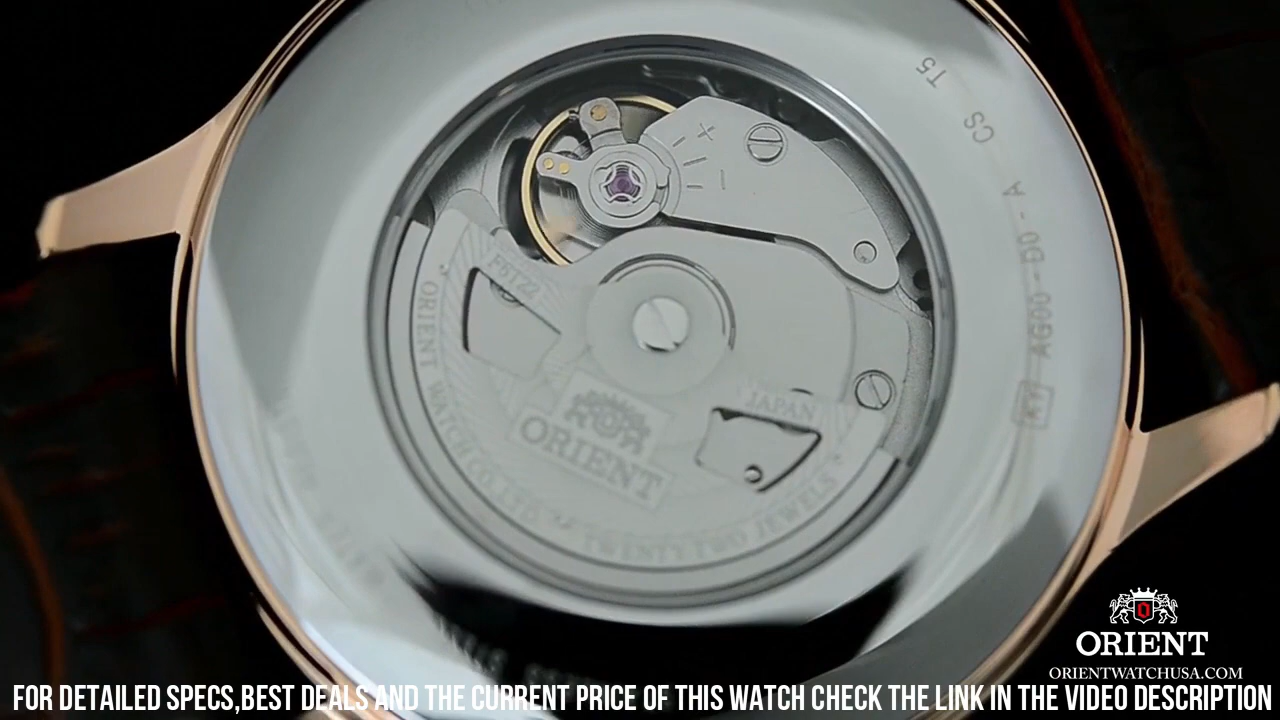 T5
CS
AG00 - D0 - A
+
-
F6T22
JAPAN
ORIENT
ORIENT WATCH CO. LTD. TWENTY TWO JEWELS
ORIENT
ORIENTWATCHUSA.COM
FOR DETAILED SPECS,BEST DEALS AND THE CURRENT PRICE OF THIS WATCH CHECK THE LINK IN THE VIDEO DESCRIPTION